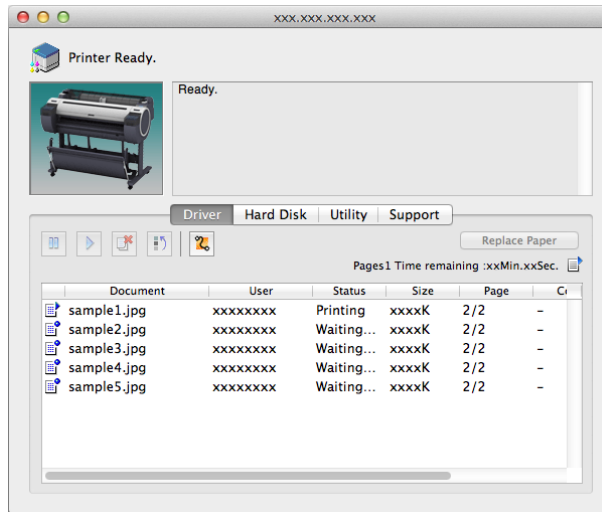 xxx.xxx.xxx.xxx
Printer Ready.
Ready.
Driver Hard Disk Utility Support
Replace Paper
Pages1 Time remaining :xxMin.xxSec.
Document User Status Size Page
sample1.jpg xxxxxxxx Printing xxxxK 2/2 –
sample2.jpg xxxxxxxx Waiting... xxxxK 2/2 –
sample3.jpg xxxxxxxx Waiting... xxxxK 2/2 –
sample4.jpg xxxxxxxx Waiting... xxxxK 2/2 –
sample5.jpg xxxxxxxx Waiting... xxxxK 2/2 –